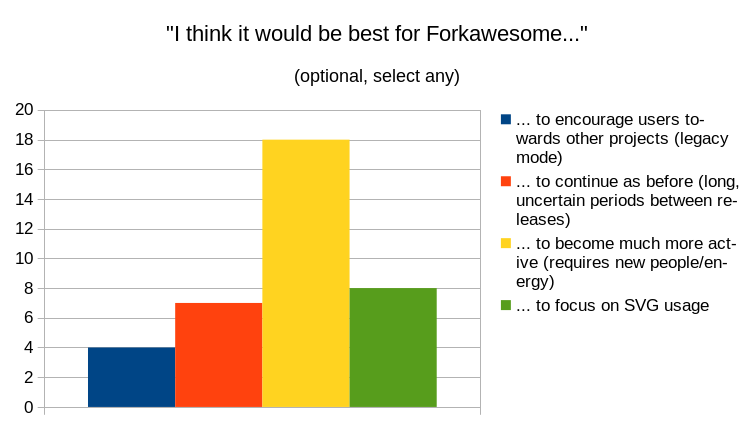 "I think it would be best for Forkawesome..."
(optional, select any)
20
18
16
14
12
10
8
6
4
2
0
... to encourage users to-
wards other projects (legacy
mode)
... to continue as before (long,
uncertain periods between re-
leases)
... to become much more act-
ive (requires new people/en-
ergy)
... to focus on SVG usage